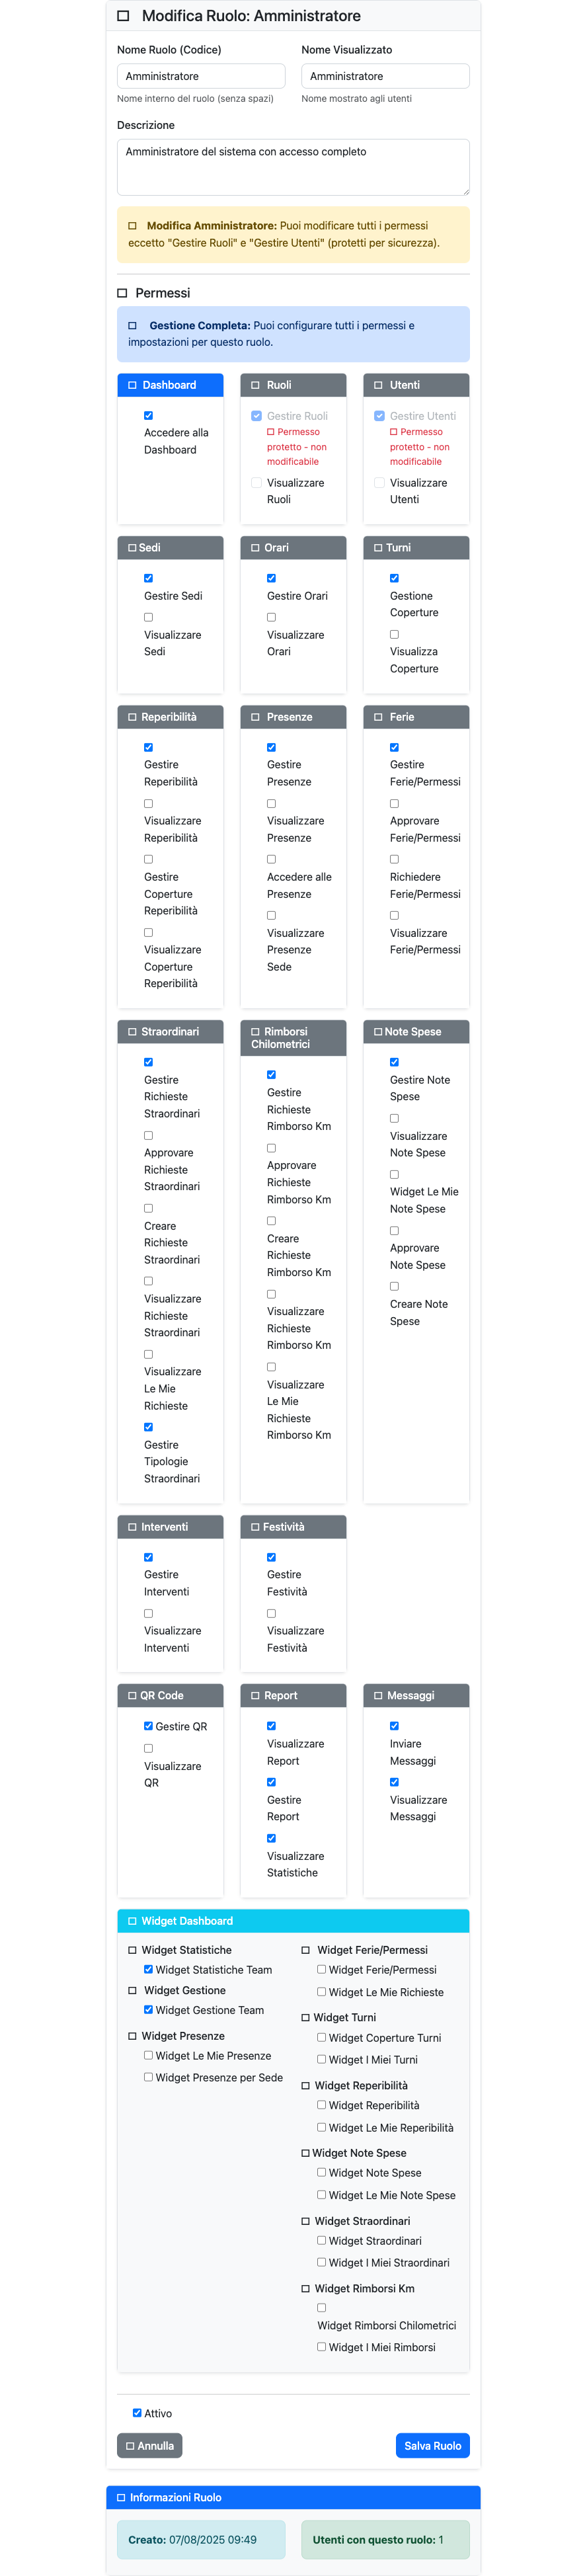 Modifica Ruolo: Amministratore
Nome Ruolo (Codice)
Nome Visualizzato
Amministratore
Amministratore
Nome interno del ruolo (senza spazi)
Nome mostrato agli utenti
Descrizione
Amministratore del sistema con accesso completo
Modifica Amministratore: Puoi modificare tutti i permessi
eccetto "Gestire Ruoli" e "Gestire Utenti" (protetti per sicurezza).
Permessi
Gestione Completa: Puoi configurare tutti i permessi e
impostazioni per questo ruolo.
Dashboard
Accedere alla
Dashboard
Ruoli
Gestire Ruoli
Permesso
protetto - non
modificabile
Visualizzare
Ruoli
Utenti
Gestire Utenti
Permesso
protetto - non
modificabile
Visualizzare
Utenti
Sedi
Gestire Sedi
Visualizzare
Sedi
Orari
Gestire Orari
Visualizzare
Orari
Turni
Gestione
Coperture
Visualizza
Coperture
Reperibilità
Gestire
Reperibilità
Visualizzare
Reperibilità
Gestire
Coperture
Reperibilità
Visualizzare
Coperture
Reperibilità
Presenze
Gestire
Presenze
Visualizzare
Presenze
Accedere alle
Presenze
Visualizzare
Presenze
Sede
Ferie
Gestire
Ferie/Permessi
Approvare
Ferie/Permessi
Richiedere
Ferie/Permessi
Visualizzare
Ferie/Permessi
Straordinari
Gestire
Richieste
Straordinari
Approvare
Richieste
Straordinari
Creare
Richieste
Straordinari
Visualizzare
Richieste
Straordinari
Visualizzare
Le Mie
Richieste
Gestire
Tipologie
Straordinari
Rimborsi
Chilometrici
Gestire
Richieste
Rimborso Km
Approvare
Richieste
Rimborso Km
Creare
Richieste
Rimborso Km
Visualizzare
Richieste
Rimborso Km
Visualizzare
Le Mie
Richieste
Rimborso Km
Note Spese
Gestire Note
Spese
Visualizzare
Note Spese
Widget Le Mie
Note Spese
Approvare
Note Spese
Creare Note
Spese
Interventi
Gestire
Interventi
Visualizzare
Interventi
Festività
Gestire
Festività
Visualizzare
Festività
QR Code
Gestire QR
Visualizzare
QR
Report
Visualizzare
Report
Gestire
Report
Visualizzare
Statistiche
Messaggi
Inviare
Messaggi
Visualizzare
Messaggi
Widget Dashboard
Widget Statistiche
Widget Statistiche Team
Widget Gestione
Widget Gestione Team
Widget Presenze
Widget Le Mie Presenze
Widget Presenze per Sede
Widget Ferie/Permessi
Widget Ferie/Permessi
Widget Le Mie Richieste
Widget Turni
Widget Coperture Turni
Widget I Miei Turni
Widget Reperibilità
Widget Reperibilità
Widget Le Mie Reperibilità
Widget Note Spese
Widget Note Spese
Widget Le Mie Note Spese
Widget Straordinari
Widget Straordinari
Widget I Miei Straordinari
Widget Rimborsi Km
Widget Rimborsi Chilometrici
Widget I Miei Rimborsi
Attivo
Annulla
Salva Ruolo
Informazioni Ruolo
Creato: 07/08/2025 09:49
Utenti con questo ruolo: 1